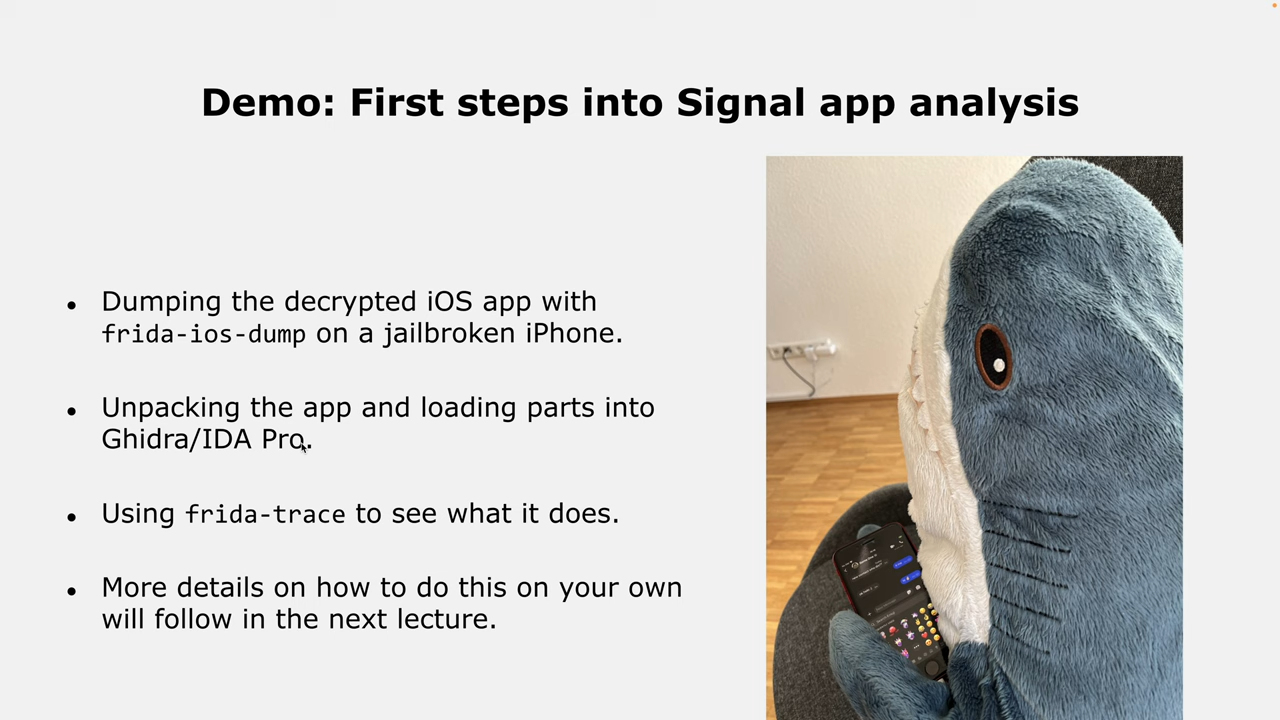 Demo: First steps into Signal app analysis
Dumping the decrypted iOS app with
frida-ios-dump on a jailbroken iPhone.
Unpacking the app and loading parts into
Ghidra/IDA Pro.
Using frida-trace to see what it does.
More details on how to do this on your own
will follow in the next lecture.